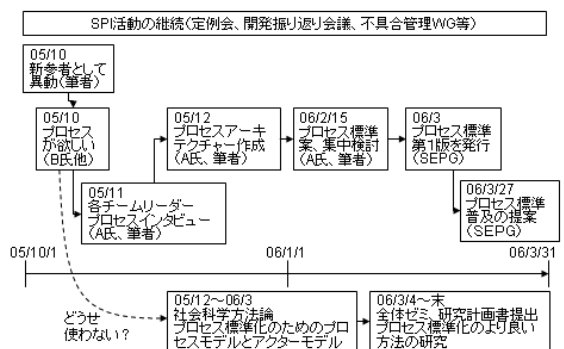 SPI活動の継続(定例会、開発振り返り会議、不具合管理WG等)
05/10
新参者として
異動(筆者)
05/10
プロセス
が欲しい
(B氏他)
05/11
各チームリーダー
プロセスインタビュー
(A氏、筆者)
05/12
プロセスアーキ
テクチャー作成
(A氏、筆者)
06/2/15
プロセス標準
案、集中検討
(A氏、筆者)
06/3
プロセス標準
第1版を発行
(SEPG)
06/3/27
プロセス標準
普及の提案
(SEPG)
05/10/1
06/1/1
06/3/31
どうせ
使わない?
05/12~06/3
社会科学方法論
プロセス標準化のためのプロ
セスモデルとアクターモデル
06/3/4~末
全体ゼミ、研究計画書提出
プロセス標準化のより良い
方法の研究